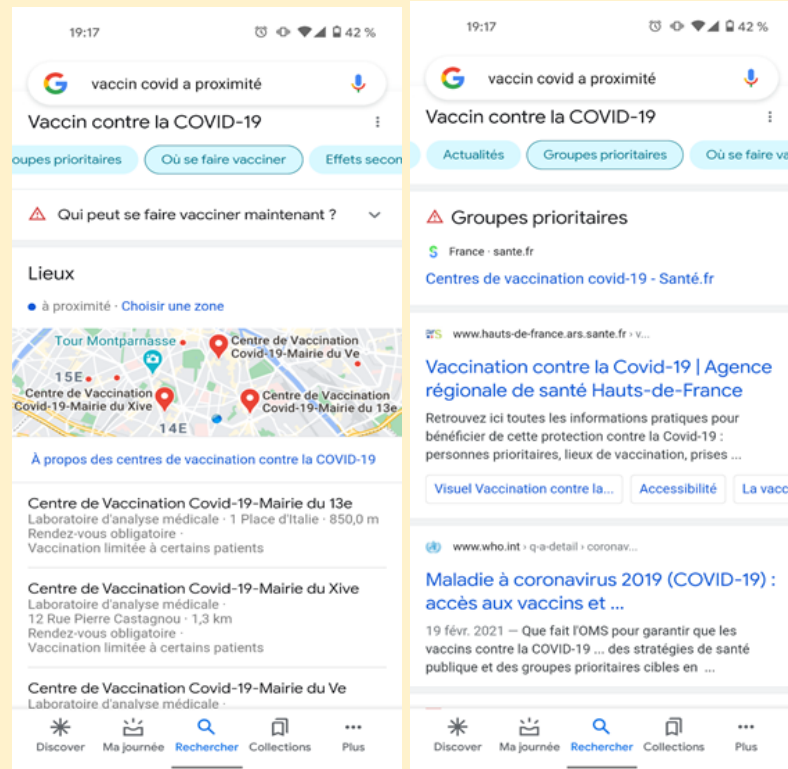 19:17
42 %
vaccin covid a proximité
Vaccin contre la COVID-19
oupes prioritaires
Où se faire vacciner
Effets secon
Qui peut se faire vacciner maintenant ?
Lieux
à proximité · Choisir une zone
Tour Montparnasse
Centre de Vaccination
Covid-19-Mairie du Ve
15E
Centre de Vaccination
Covid-19-Mairie du Xive
Centre de Vaccination
Covid-19-Mairie du 13e
14E
À propos des centres de vaccination contre la COVID-19
Centre de Vaccination Covid-19-Mairie du 13e
Laboratoire d'analyse médicale · 1 Place d'Italie · 850,0 m
Rendez-vous obligatoire ·
Vaccination limitée à certains patients
Centre de Vaccination Covid-19-Mairie du Xive
Laboratoire d'analyse médicale ·
12 Rue Pierre Castagnou · 1,3 km
Rendez-vous obligatoire ·
Vaccination limitée à certains patients
Centre de Vaccination Covid-19-Mairie du Ve
Laboratoire d'analyse médicale ·
Discover
Ma journée
Rechercher
Collections
Plus
19:17
42 %
vaccin covid a proximité
Vaccin contre la COVID-19
Actualités
Groupes prioritaires
Où se faire va
Groupes prioritaires
France · sante.fr
Centres de vaccination covid-19 - Santé.fr
www.hauts-de-france.ars.sante.fr › v...
Vaccination contre la Covid-19 | Agence
régionale de santé Hauts-de-France
Retrouvez ici toutes les informations pratiques pour
bénéficier de cette protection contre la Covid-19 :
personnes prioritaires, lieux de vaccination, prises ...
Visuel Vaccination contre la...
Accessibilité
La vacc
www.who.int › q-a-detail › coronav...
Maladie à coronavirus 2019 (COVID-19) :
accès aux vaccins et ...
19 févr. 2021 — Que fait l'OMS pour garantir que les
vaccins contre la COVID-19 ... des stratégies de santé
publique et des groupes prioritaires cibles en ...
Discover
Ma journée
Rechercher
Collections
Plus